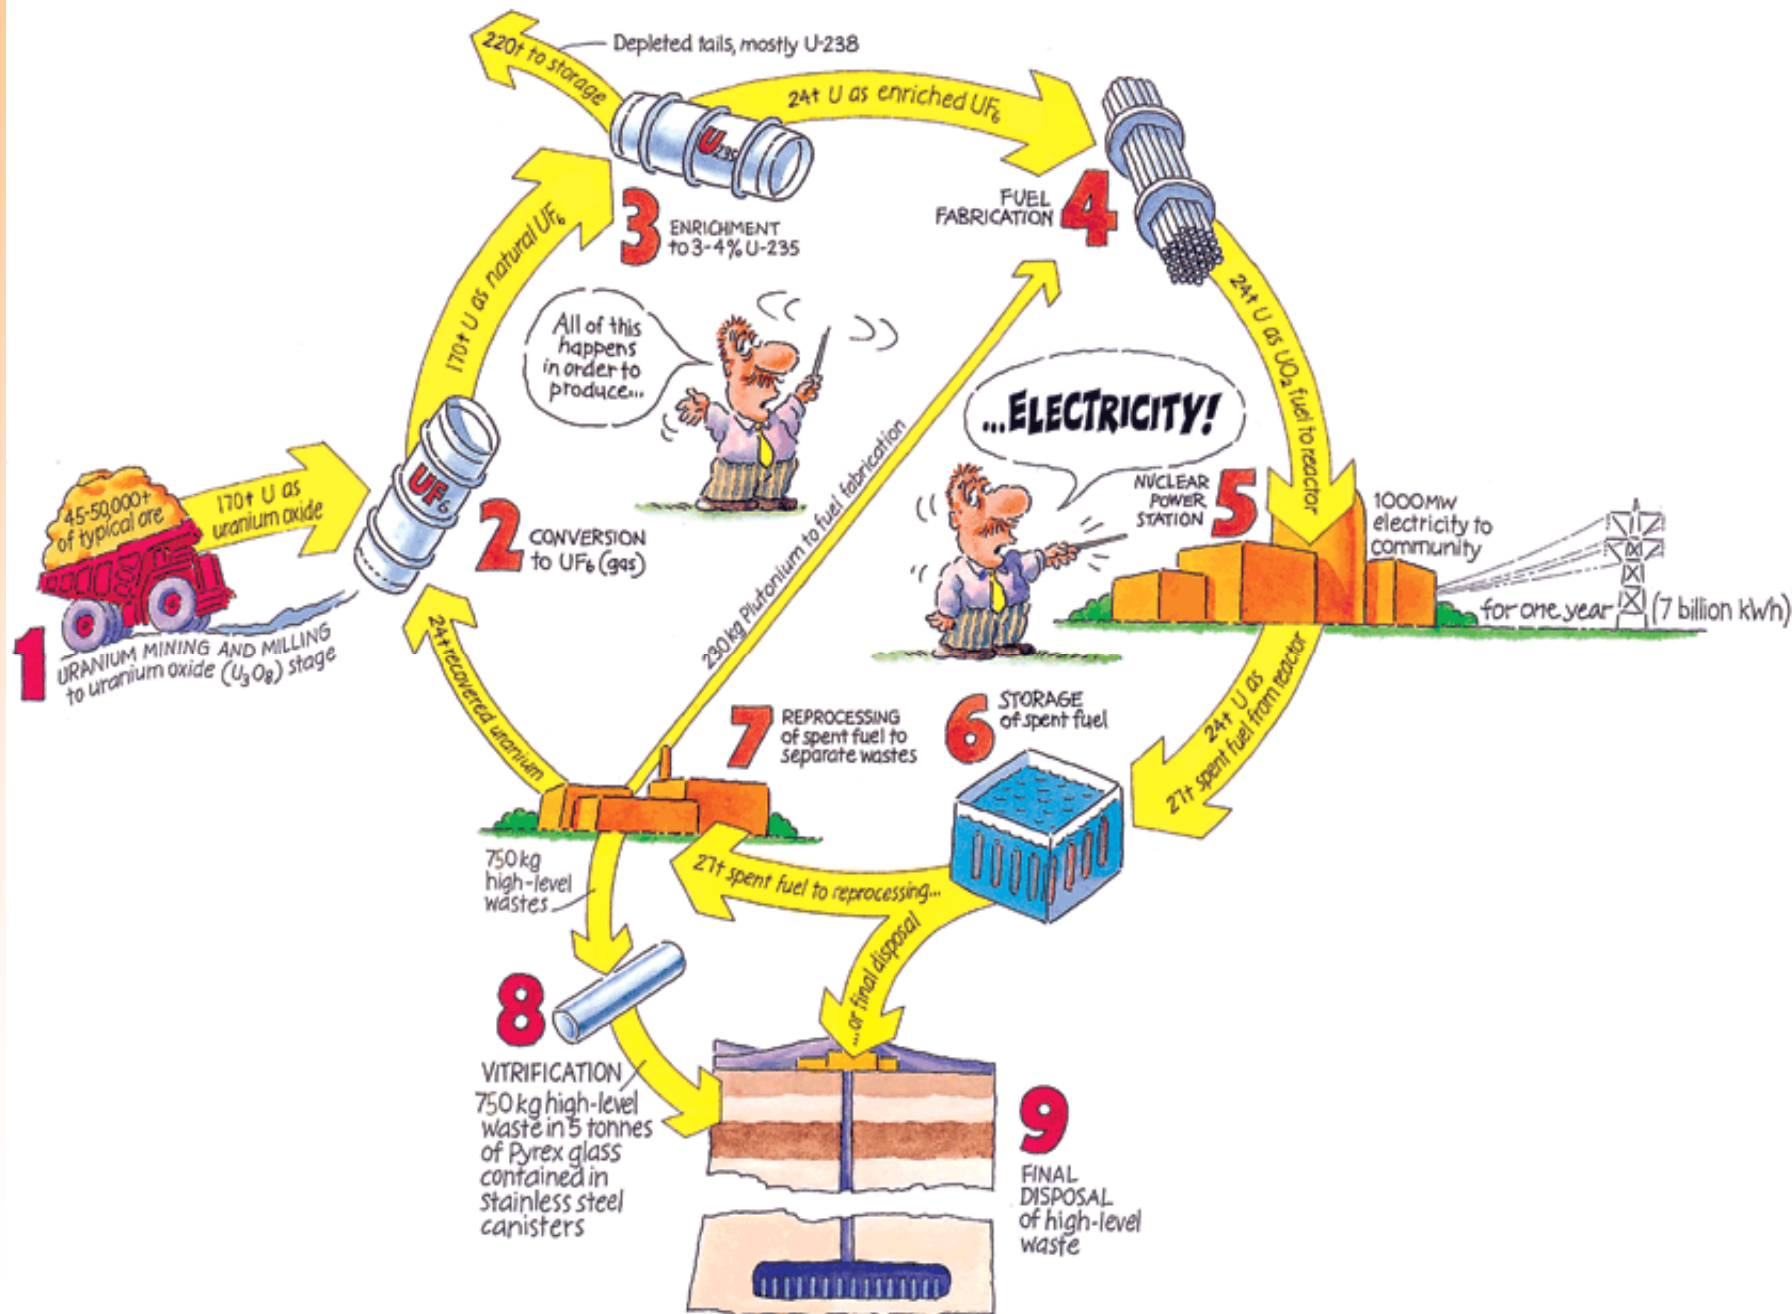 220t to storage
Depleted tails, mostly U-238
24t U as enriched UF₆
U235
3
ENRICHMENT
to 3-4% U-235
FUEL
FABRICATION
4
170t U as natural UF₆
All of this
happens
in order to
produce...
24t U as UO₂ fuel to reactor
...ELECTRICITY!
45-50,000t
of typical ore
170t U as
uranium oxide
UF₆
2
CONVERSION
to UF₆ (gas)
1
URANIUM MINING AND MILLING
to uranium oxide (U₃O₈) stage
230kg Plutonium to fuel fabrication
NUCLEAR
POWER
STATION
5
1000MW
electricity to
community
for one year
(7 billion kWh)
24t recovered uranium
24t U as
27t spent fuel from reactor
7
REPROCESSING
of spent fuel to
separate wastes
6
STORAGE
of spent fuel
750kg
high-level
wastes
27t spent fuel to reprocessing...
...or final disposal
8
VITRIFICATION
750kg high-level
waste in 5 tonnes
of Pyrex glass
contained in
stainless steel
canisters
9
FINAL
DISPOSAL
of high-level
waste